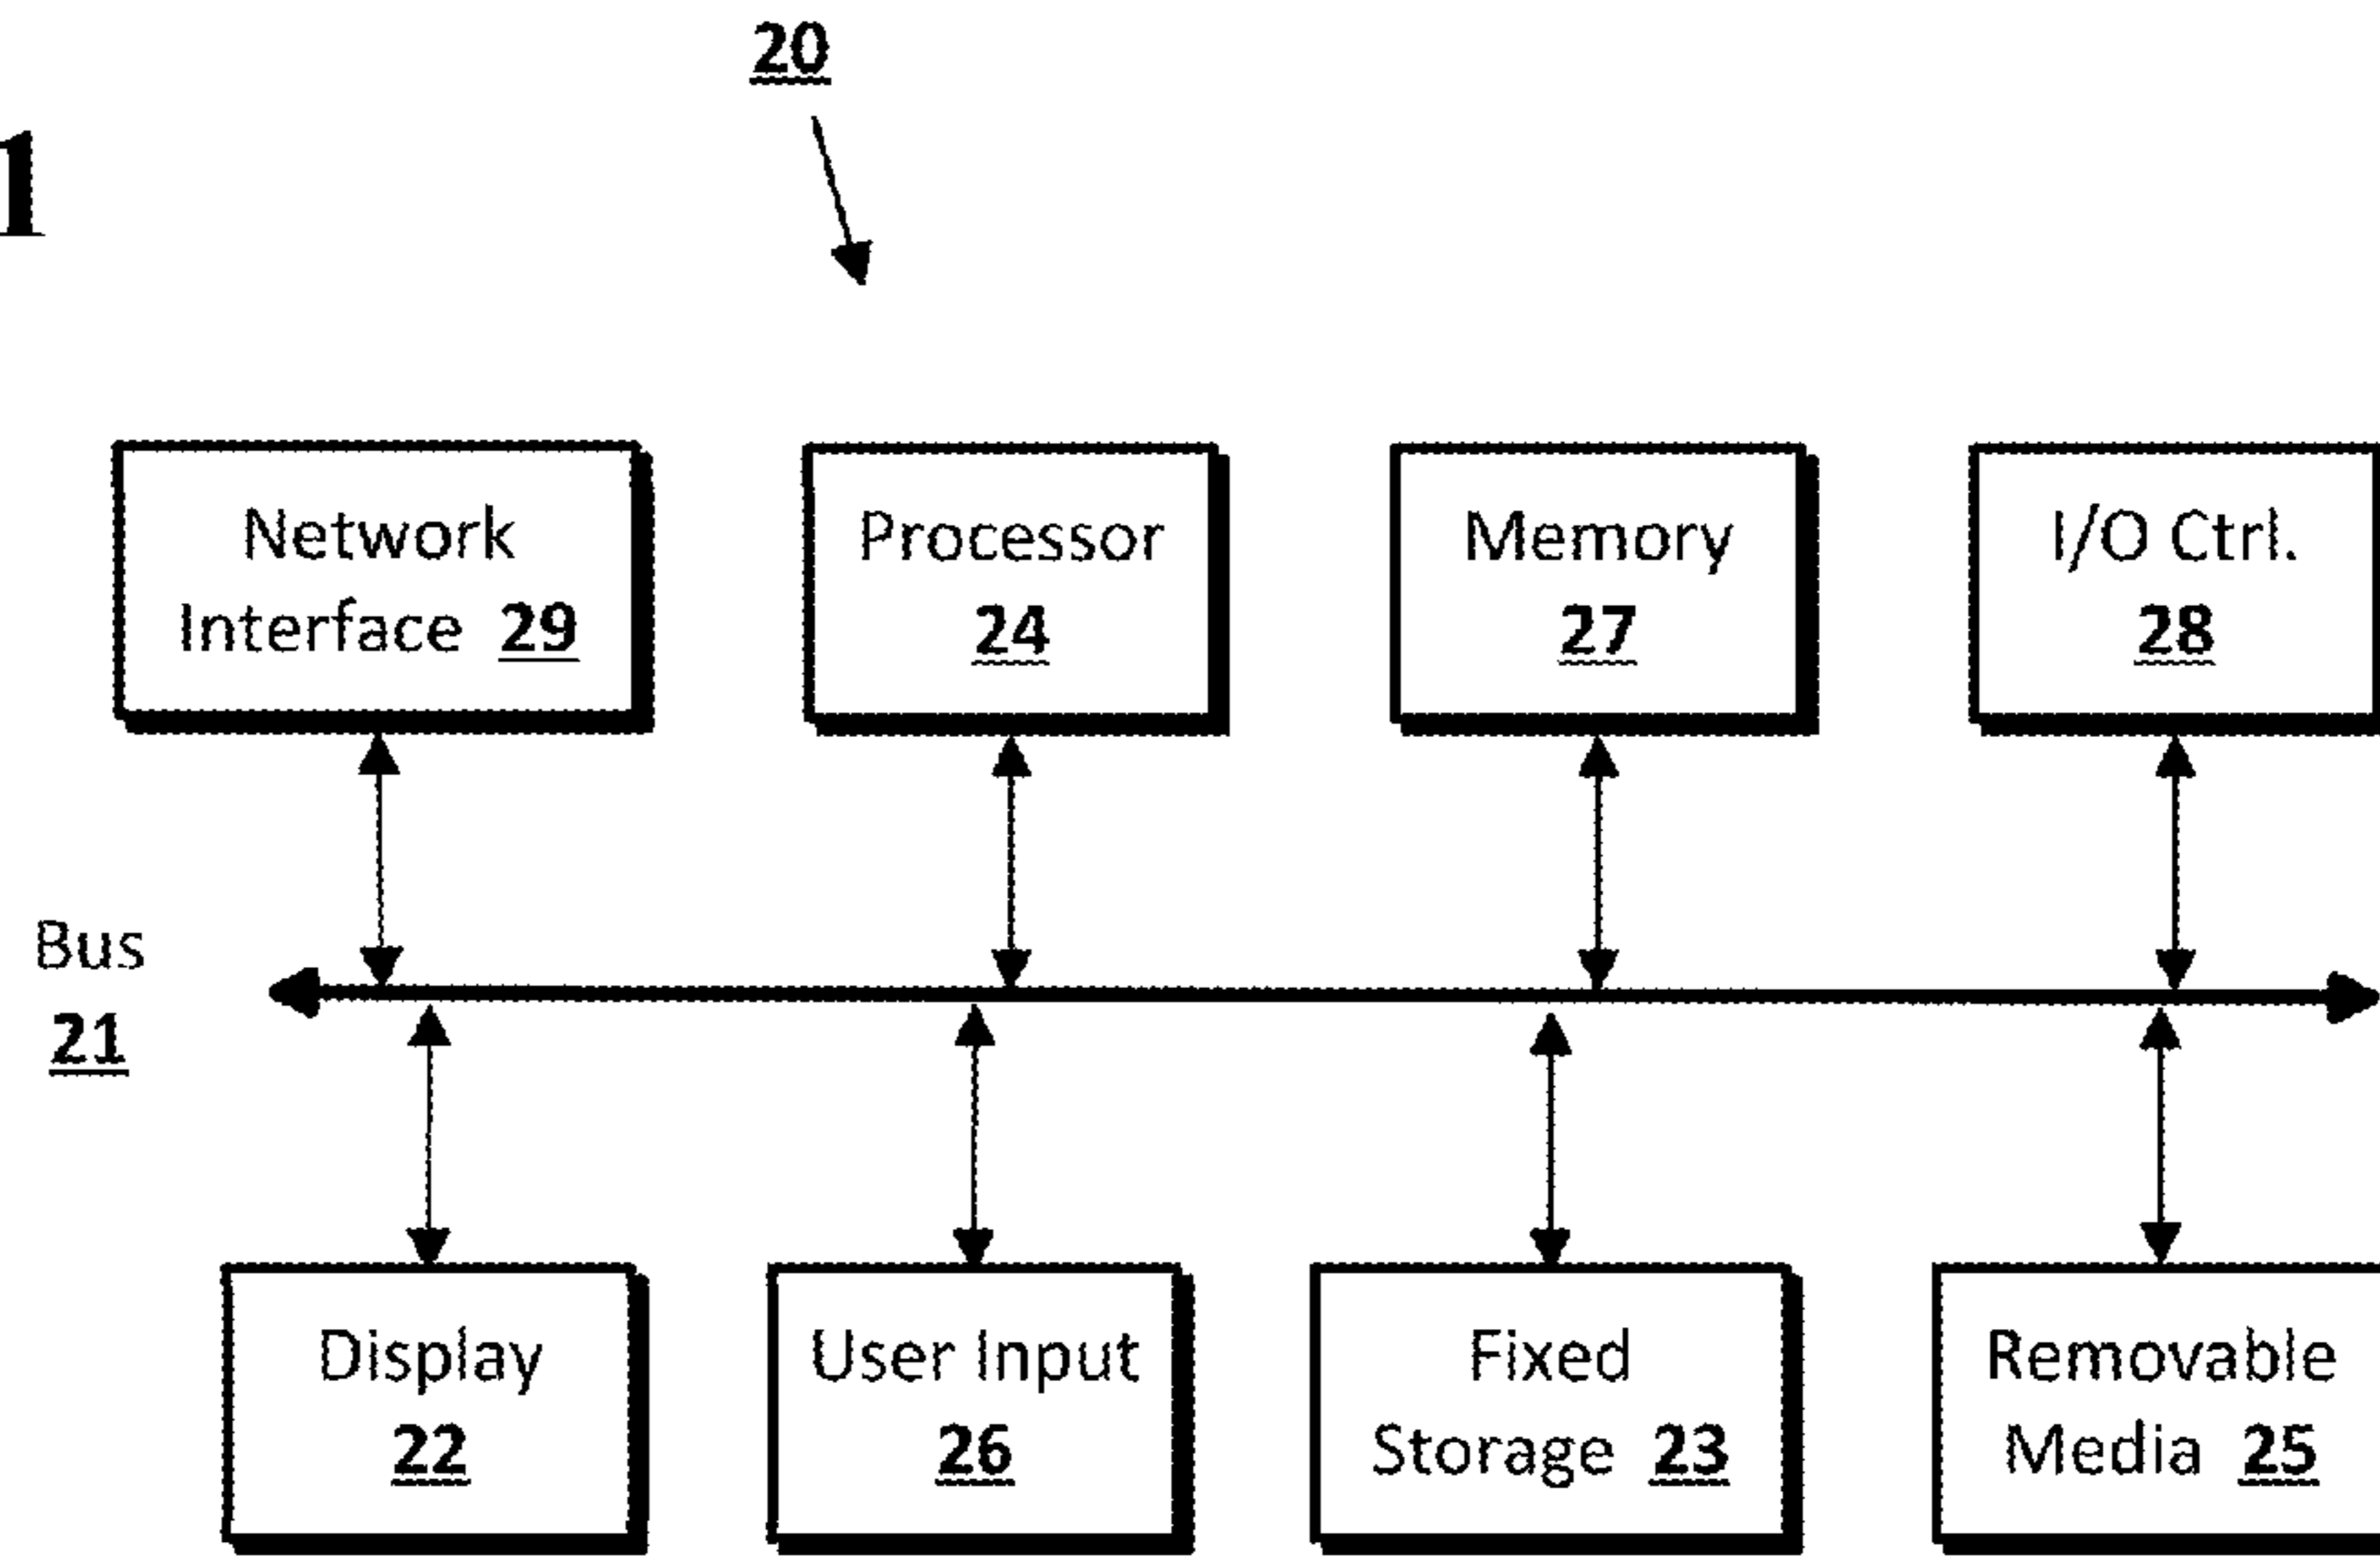 20
1
Network
Interface 29
Processor
24
Memory
27
I/O Ctrl.
28
Bus
21
Display
22
User Input
26
Fixed
Storage 23
Removable
Media 25